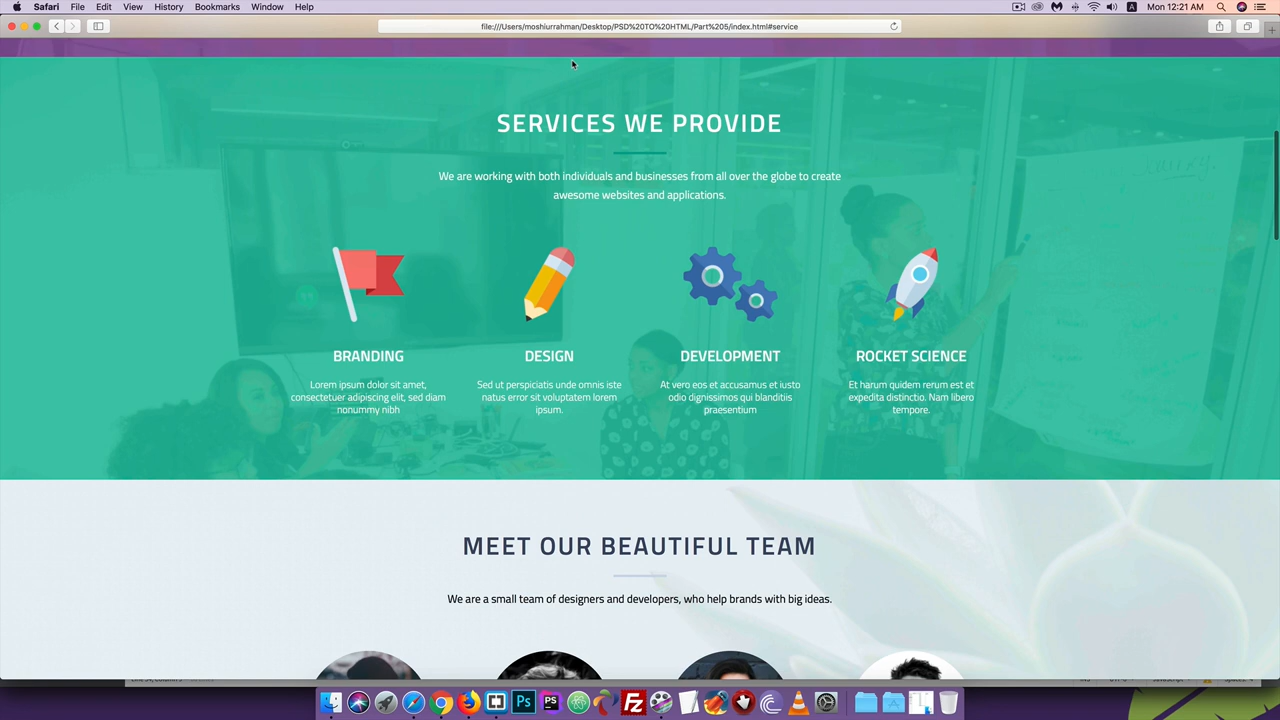 Safari File Edit View History Bookmarks Window Help
A Mon 12:21 AM
file:///Users/moshiurrahman/Desktop/PSD%20TO%20HTML/Part%205/index.html#service
SERVICES WE PROVIDE
We are working with both individuals and businesses from all over the globe to create
awesome websites and applications.
BRANDING DESIGN DEVELOPMENT ROCKET SCIENCE
Lorem ipsum dolor sit amet,
consectetuer adipiscing elit, sed diam
nonummy nibh
Sed ut perspiciatis unde omnis iste
natus error sit voluptatem lorem
ipsum.
At vero eos et accusamus et iusto
odio dignissimos qui blanditiis
praesentium
Et harum quidem rerum est et
expedita distinctio. Nam libero
tempore.
MEET OUR BEAUTIFUL TEAM
We are a small team of designers and developers, who help brands with big ideas.
Ps PS Fz